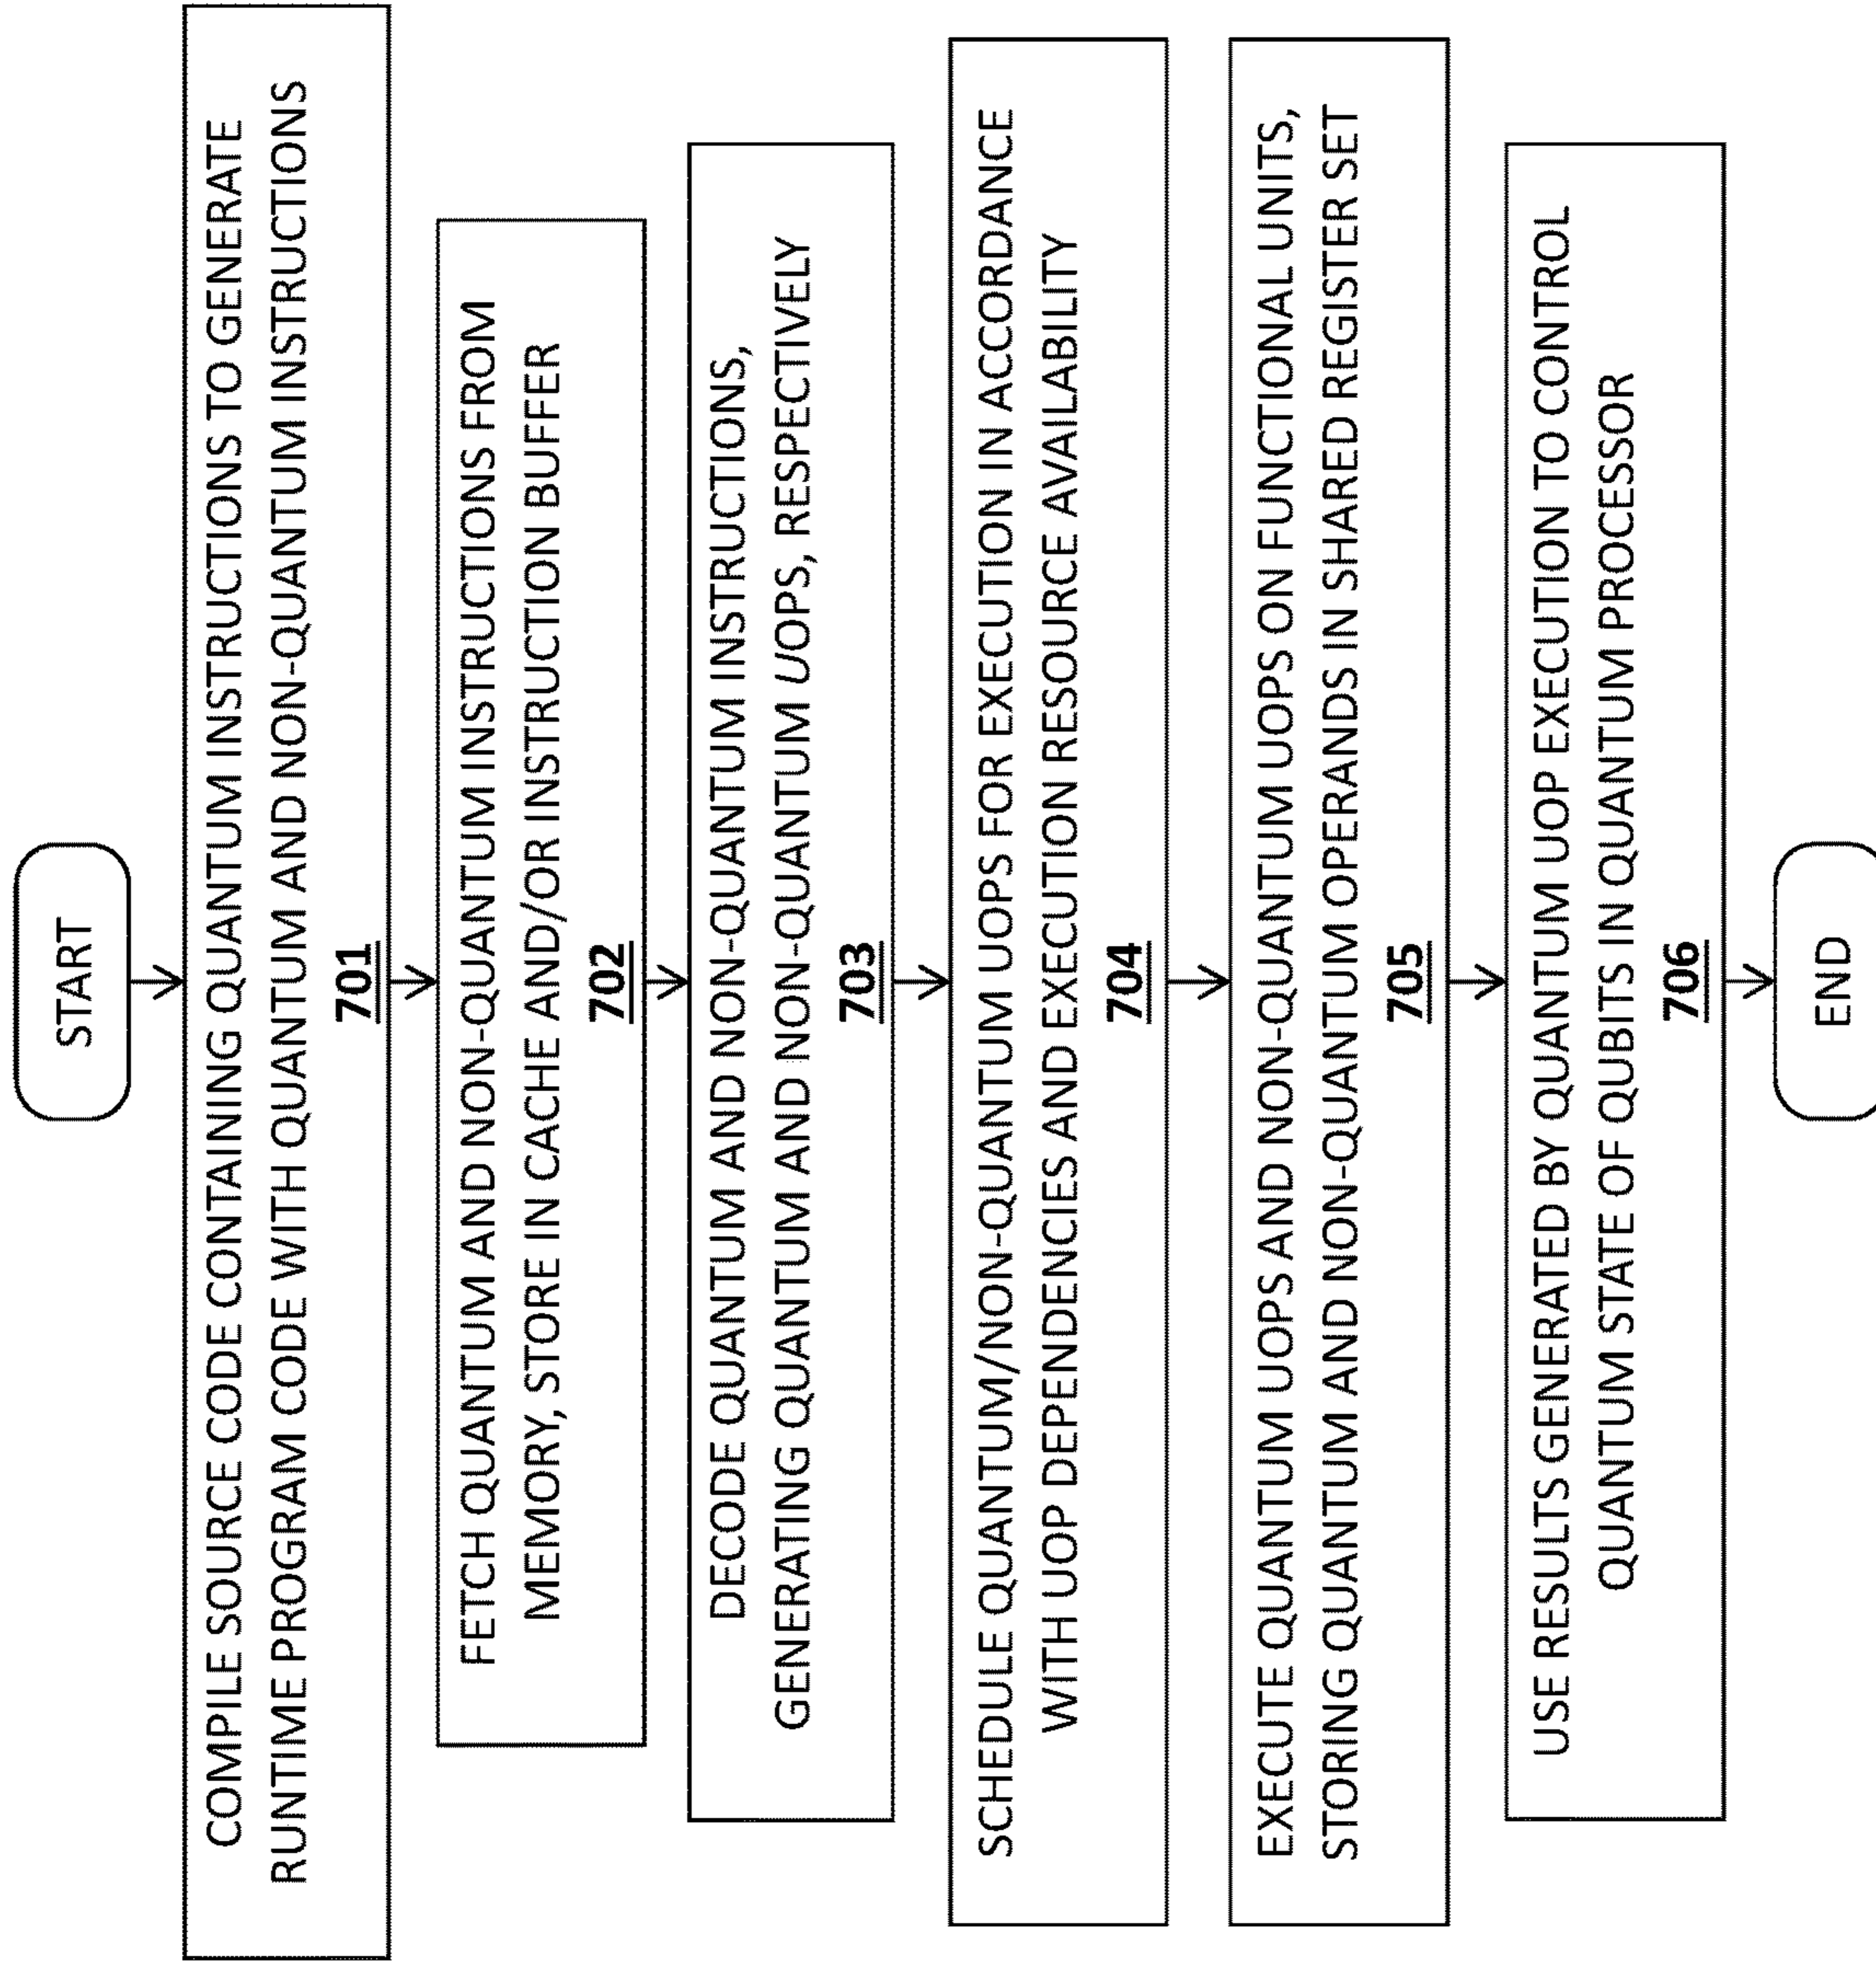 START
COMPILE SOURCE CODE CONTAINING QUANTUM INSTRUCTIONS TO GENERATE
RUNTIME PROGRAM CODE WITH QUANTUM AND NON-QUANTUM INSTRUCTIONS
701
FETCH QUANTUM AND NON-QUANTUM INSTRUCTIONS FROM
MEMORY, STORE IN CACHE AND/OR INSTRUCTION BUFFER
702
DECODE QUANTUM AND NON-QUANTUM INSTRUCTIONS,
GENERATING QUANTUM AND NON-QUANTUM UOPS, RESPECTIVELY
703
SCHEDULE QUANTUM/NON-QUANTUM UOPS FOR EXECUTION IN ACCORDANCE
WITH UOP DEPENDENCIES AND EXECUTION RESOURCE AVAILABILITY
704
EXECUTE QUANTUM UOPS AND NON-QUANTUM UOPS ON FUNCTIONAL UNITS,
STORING QUANTUM AND NON-QUANTUM OPERANDS IN SHARED REGISTER SET
705
USE RESULTS GENERATED BY QUANTUM UOP EXECUTION TO CONTROL
QUANTUM STATE OF QUBITS IN QUANTUM PROCESSOR
706
END